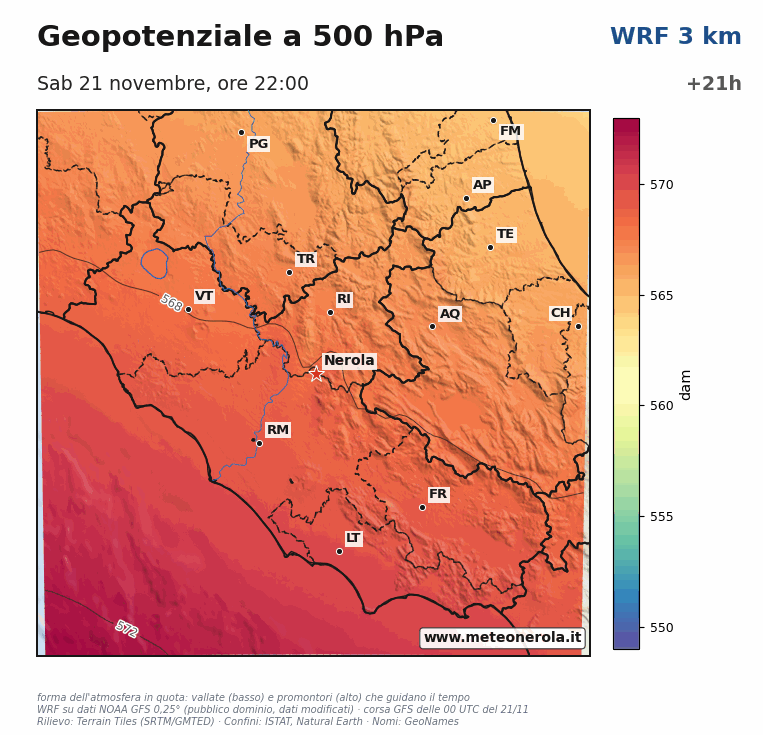 Geopotenziale a 500 hPa
WRF 3 km
Sab 21 novembre, ore 22:00
+21h
FM
PG
AP
TE
TR
568
VT
RI
AQ
CH
Nerola
RM
FR
LT
572
www.meteonerola.it
570
565
560
555
550
dam
forma dell'atmosfera in quota: vallate (basso) e promontori (alto) che guidano il tempo
WRF su dati NOAA GFS 0,25° (pubblico dominio, dati modificati) · corsa GFS delle 00 UTC del 21/11
Rilievo: Terrain Tiles (SRTM/GMTED) · Confini: ISTAT, Natural Earth · Nomi: GeoNames